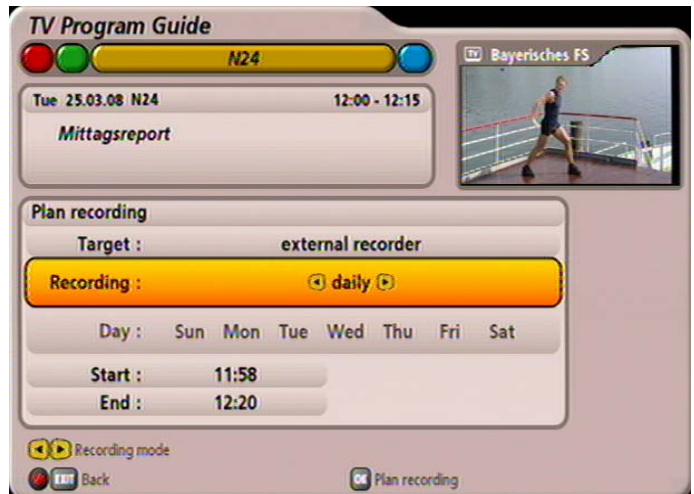 TV Program Guide
N24
TV Bayerisches FS
Tue 25.03.08 N24 12:00 - 12:15
Mittagsreport
Plan recording
Target : external recorder
Recording : daily
Day : Sun Mon Tue Wed Thu Fri Sat
Start : 11:58
End : 12:20
Recording mode
EXIT Back OK Plan recording